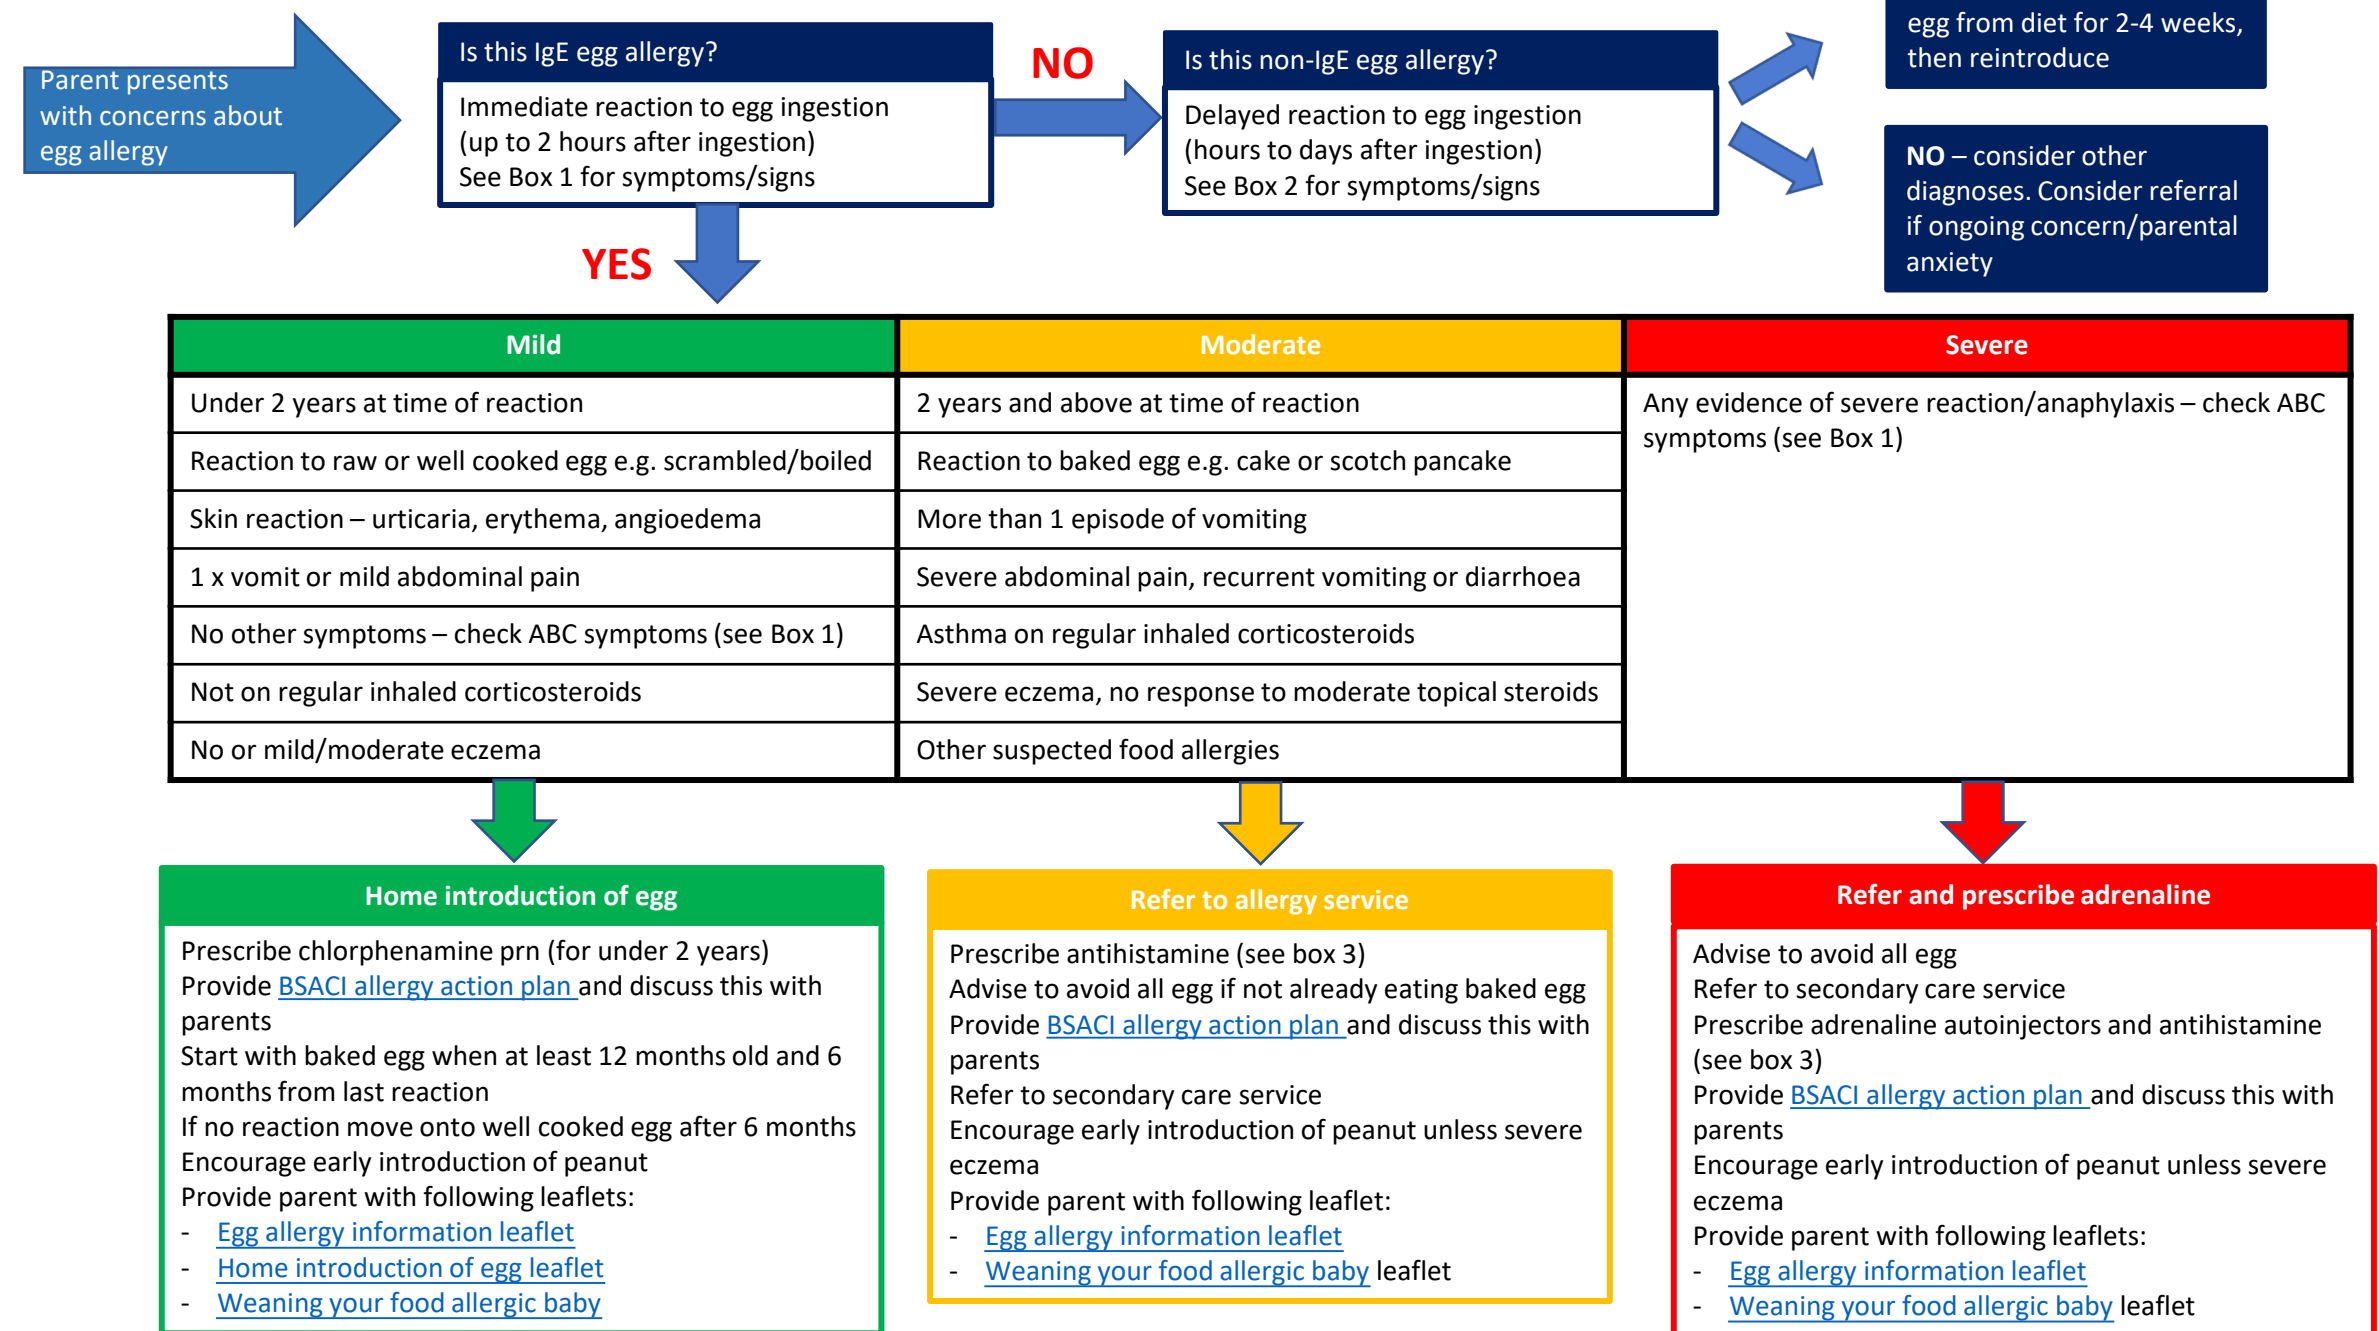 Parent presents
with concerns about
egg allergy
Is this IgE egg allergy?
Immediate reaction to egg ingestion
(up to 2 hours after ingestion)
See Box 1 for symptoms/signs
NO
Is this non-IgE egg allergy?
Delayed reaction to egg ingestion
(hours to days after ingestion)
See Box 2 for symptoms/signs
egg from diet for 2-4 weeks,
then reintroduce
NO – consider other
diagnoses. Consider referral
if ongoing concern/parental
anxiety
YES
Mild
Under 2 years at time of reaction
Reaction to raw or well cooked egg e.g. scrambled/boiled
Skin reaction – urticaria, erythema, angioedema
1 x vomit or mild abdominal pain
No other symptoms – check ABC symptoms (see Box 1)
Not on regular inhaled corticosteroids
No or mild/moderate eczema
Moderate
2 years and above at time of reaction
Reaction to baked egg e.g. cake or scotch pancake
More than 1 episode of vomiting
Severe abdominal pain, recurrent vomiting or diarrhoea
Asthma on regular inhaled corticosteroids
Severe eczema, no response to moderate topical steroids
Other suspected food allergies
Severe
Any evidence of severe reaction/anaphylaxis – check ABC
symptoms (see Box 1)
Home introduction of egg
Prescribe chlorphenamine prn (for under 2 years)
Provide BSACI allergy action plan and discuss this with
parents
Start with baked egg when at least 12 months old and 6
months from last reaction
If no reaction move onto well cooked egg after 6 months
Encourage early introduction of peanut
Provide parent with following leaflets:
- Egg allergy information leaflet
- Home introduction of egg leaflet
- Weaning your food allergic baby
Refer to allergy service
Prescribe antihistamine (see box 3)
Advise to avoid all egg if not already eating baked egg
Provide BSACI allergy action plan and discuss this with
parents
Refer to secondary care service
Encourage early introduction of peanut unless severe
eczema
Provide parent with following leaflet:
- Egg allergy information leaflet
- Weaning your food allergic baby leaflet
Refer and prescribe adrenaline
Advise to avoid all egg
Refer to secondary care service
Prescribe adrenaline autoinjectors and antihistamine
(see box 3)
Provide BSACI allergy action plan and discuss this with
parents
Encourage early introduction of peanut unless severe
eczema
Provide parent with following leaflets:
- Egg allergy information leaflet
- Weaning your food allergic baby leaflet